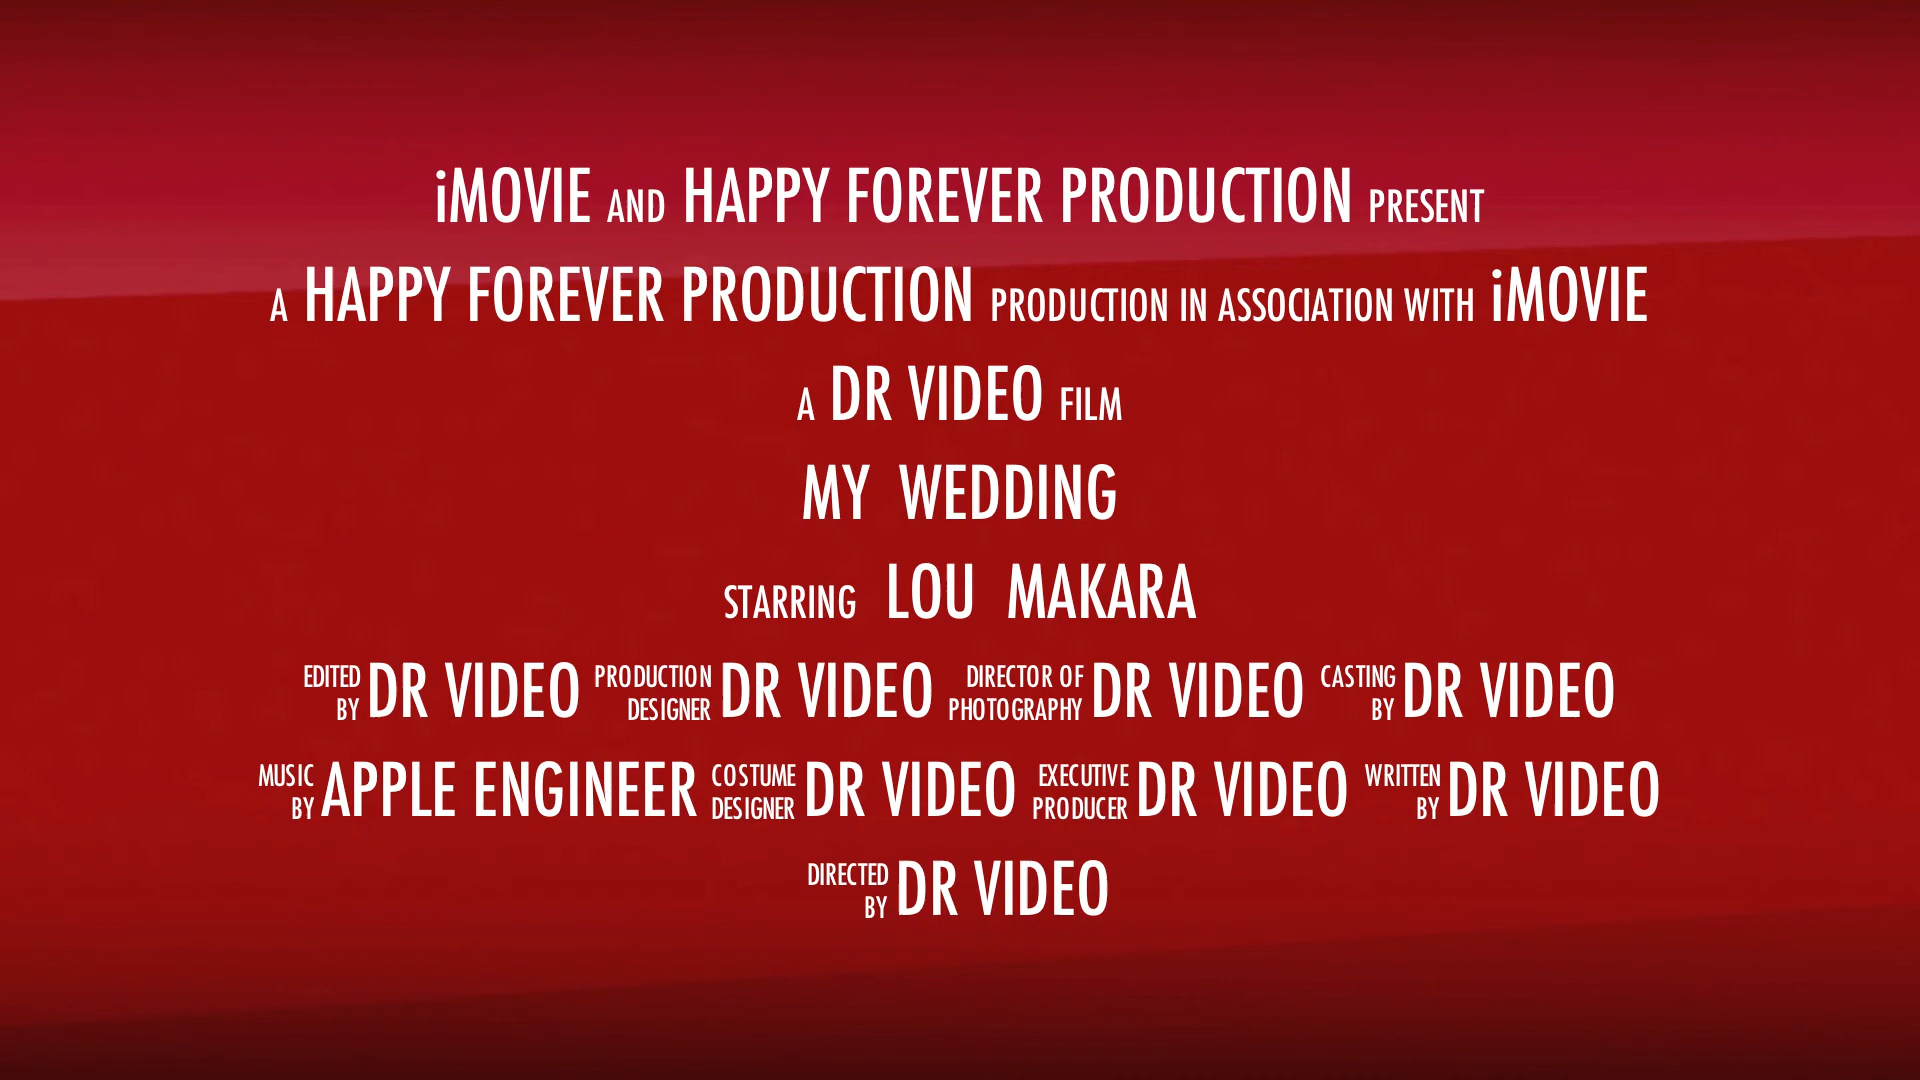 iMOVIE AND HAPPY FOREVER PRODUCTION PRESENT
A HAPPY FOREVER PRODUCTION PRODUCTION IN ASSOCIATION WITH iMOVIE
A DR VIDEO FILM
MY WEDDING
STARRING LOU MAKARA
EDITED BY DR VIDEO PRODUCTION DESIGNER DR VIDEO DIRECTOR OF PHOTOGRAPHY DR VIDEO CASTING BY DR VIDEO
MUSIC BY APPLE ENGINEER COSTUME DESIGNER DR VIDEO EXECUTIVE PRODUCER DR VIDEO WRITTEN BY DR VIDEO
DIRECTED BY DR VIDEO